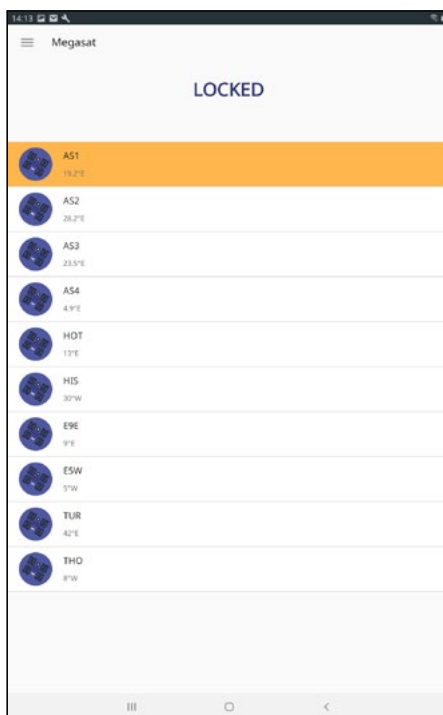 14:13
Megasat
LOCKED
AS1
19.2°E
AS2
28.2°E
AS3
23.5°E
AS4
4.9°E
HOT
13°E
HIS
30°W
E9E
9°E
E5W
5°W
TUR
42°E
THO
8°W